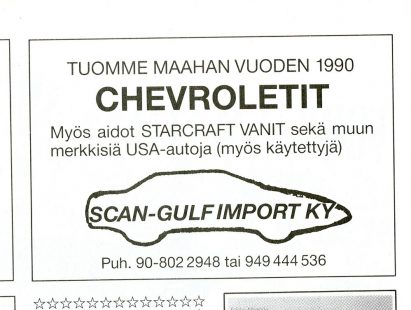 TUOMME MAAHAN VUODEN 1990
CHEVROLETIT
Myös aidot STARCRAFT VANIT sekä muun
merkkisiä USA-autoja (myös käytettyjä)
SCAN-GULF IMPORT KY
Puh. 90-802 2948 tai 949 444 536